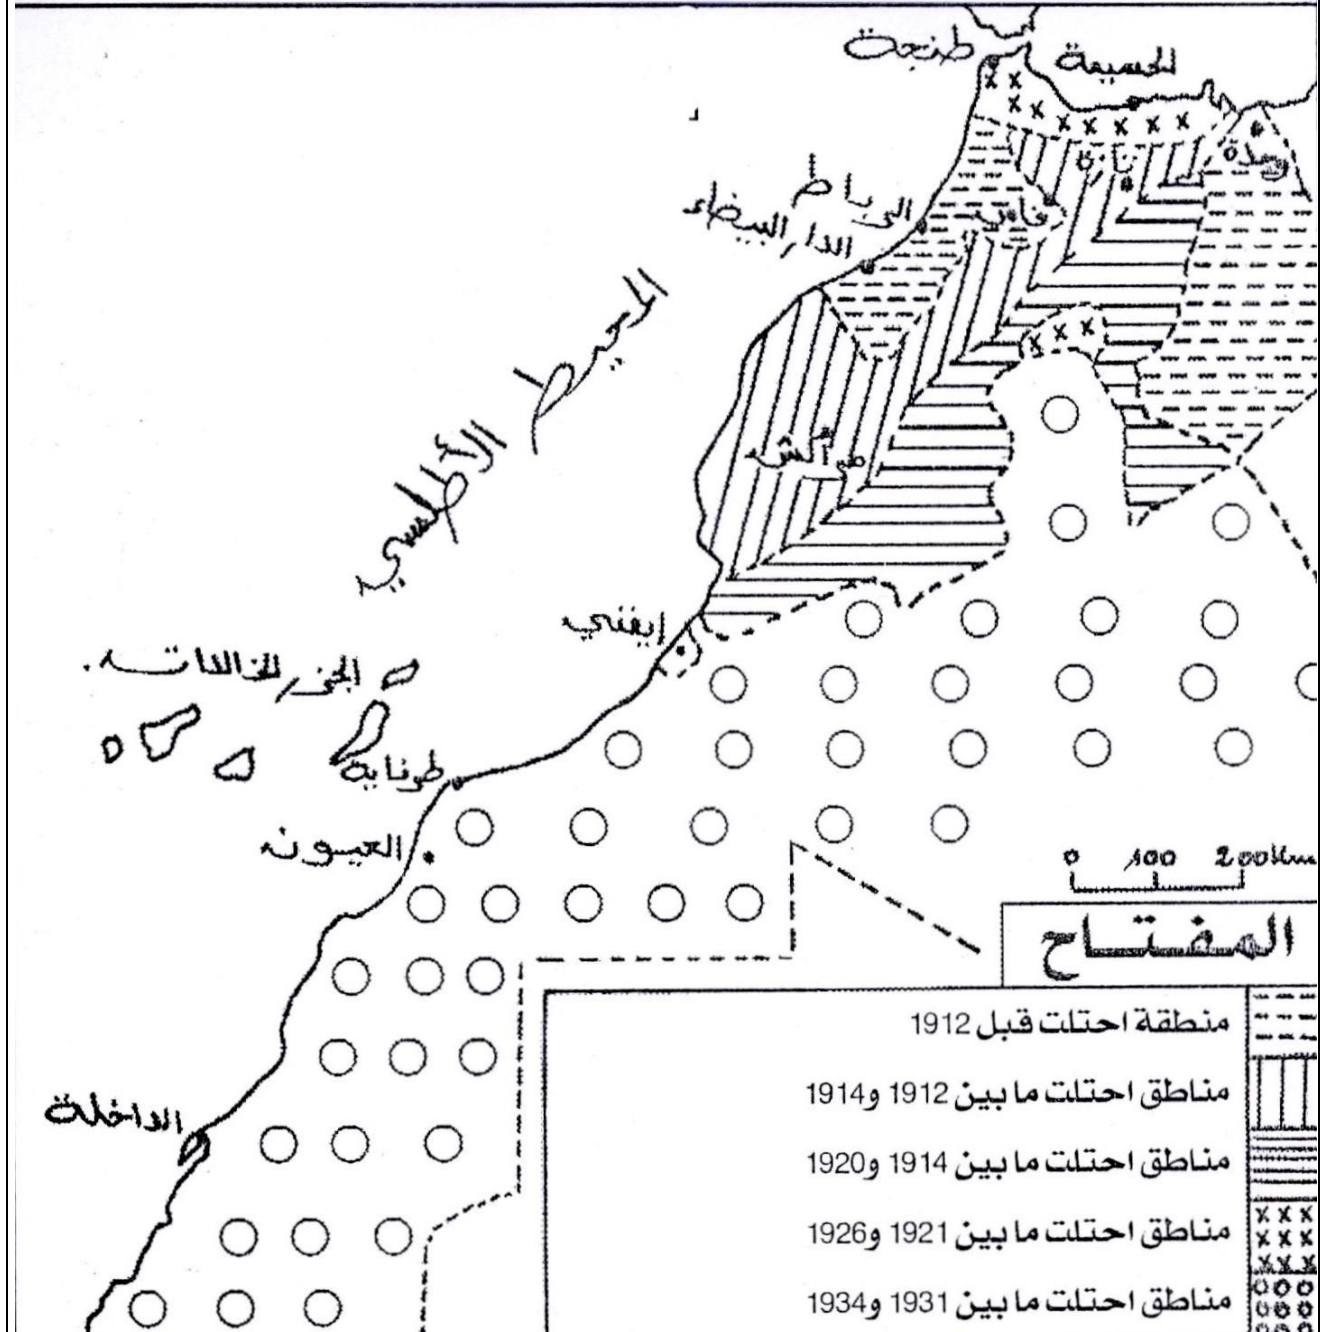 طنجة
الحسيمة
وجدة
تازة
الرباط
فاس
الدار البيضاء
المحيط الأطلسي
مراكش
إيفني
الجزر الخالدات.
طرفاية
العيون
0 100 200Km
المفتاح
منطقة احتلت قبل 1912
مناطق احتلت ما بين 1912 و1914
مناطق احتلت ما بين 1914 و1920
الداخلة
مناطق احتلت ما بين 1921 و1926
مناطق احتلت ما بين 1931 و1934